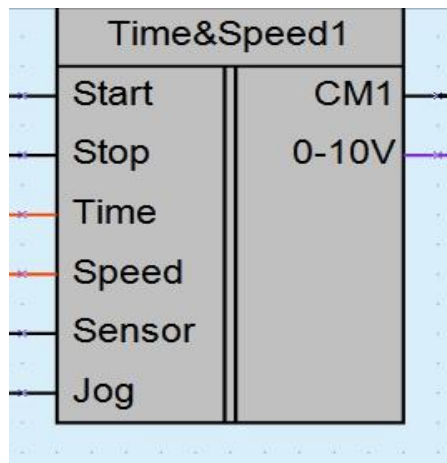 Time&Speed1
Start CM1
Stop 0-10V
Time
Speed
Sensor
Jog